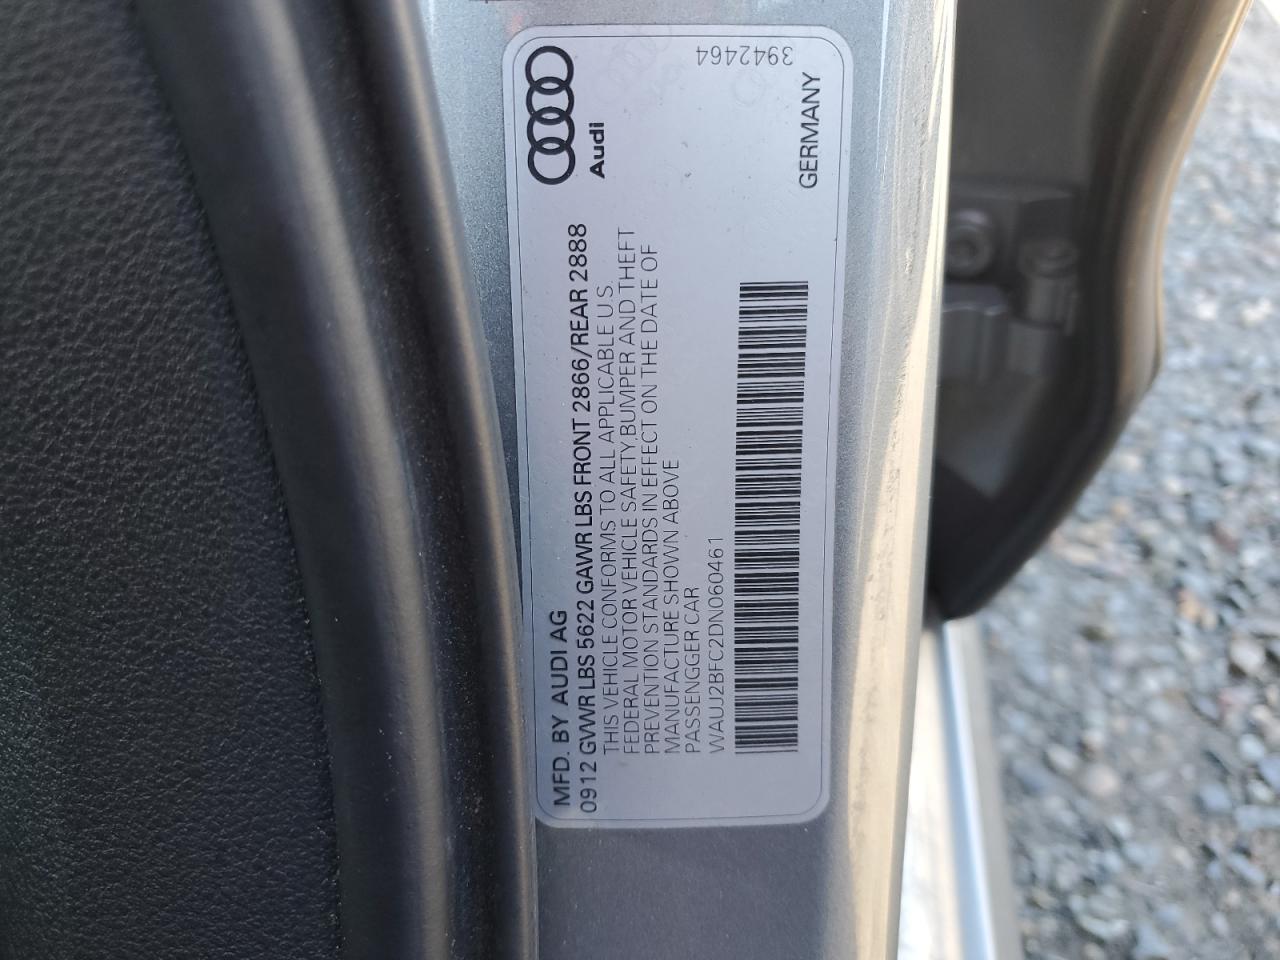 Audi
MFD. BY AUDI AG
0912 GVWR LBS 5622 GAWR LBS FRONT 2866/REAR 2888
THIS VEHICLE CONFORMS TO ALL APPLICABLE U.S.
FEDERAL MOTOR VEHICLE SAFETY,BUMPER AND THEFT
PREVENTION STANDARDS IN EFFECT ON THE DATE OF
MANUFACTURE SHOWN ABOVE
PASSENGGER CAR
WAUJ2BFC2DN060461
GERMANY
3942464